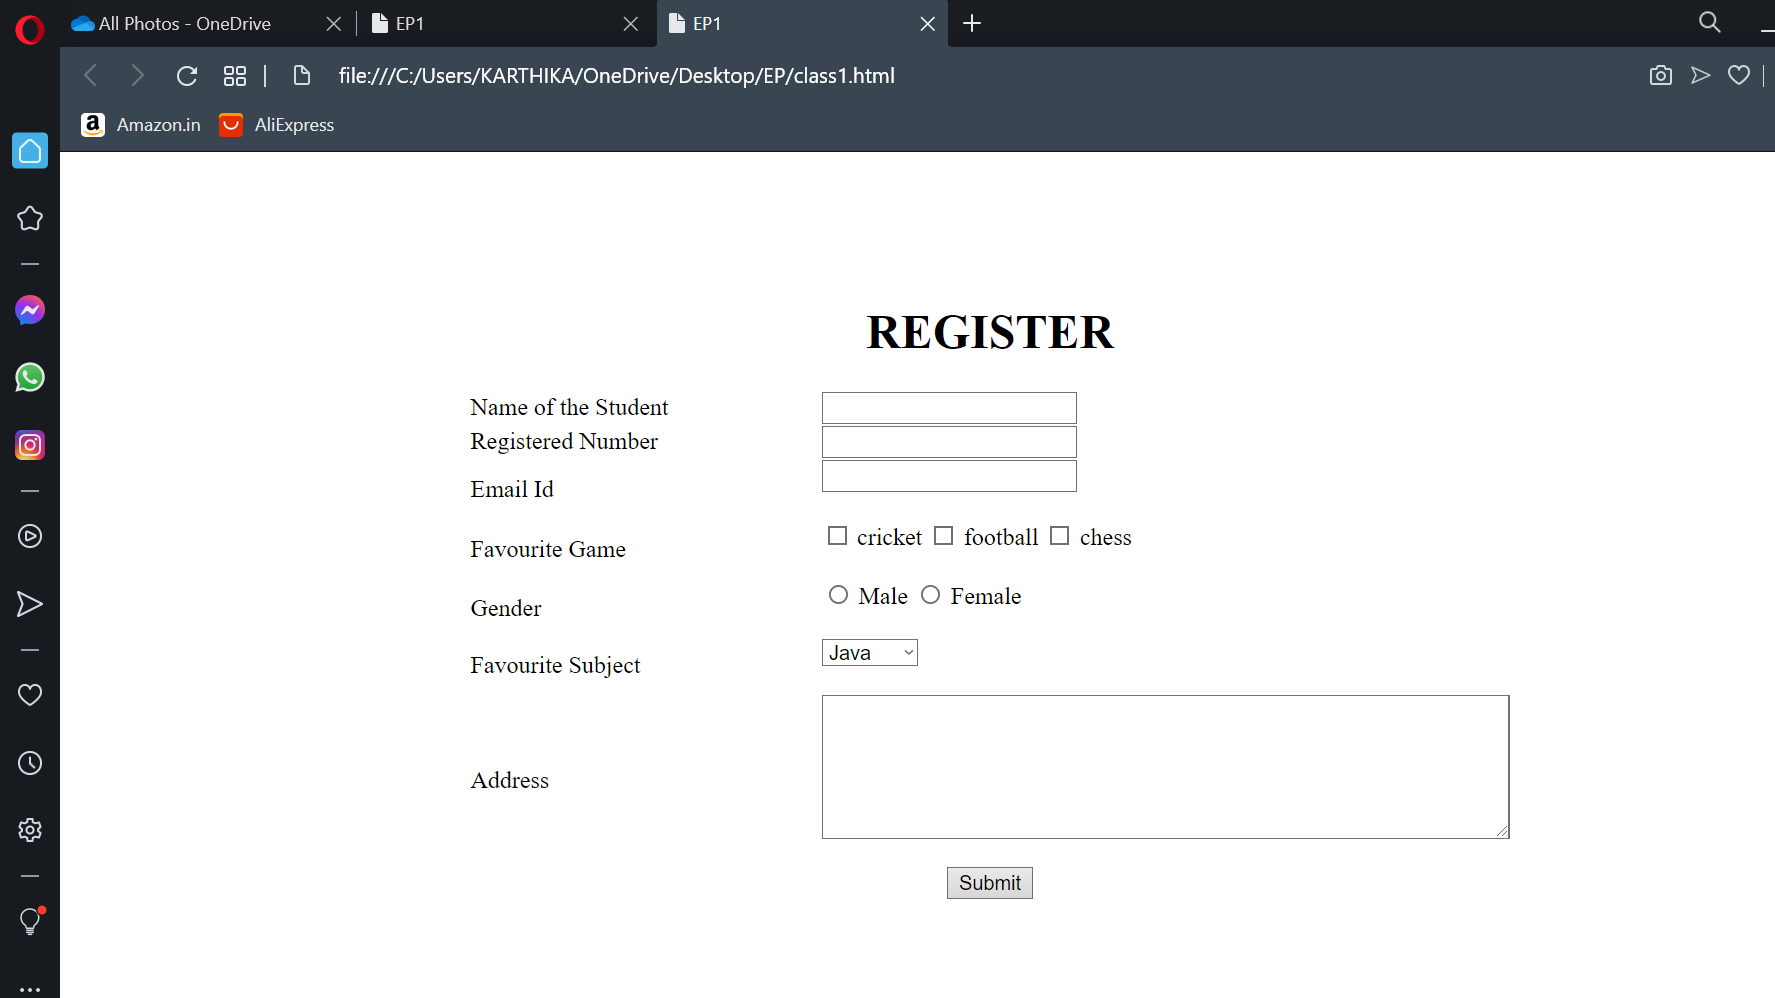 All Photos - OneDrive
EP1
EP1
file:///C:/Users/KARTHIKA/OneDrive/Desktop/EP/class1.html
Amazon.in
AliExpress
REGISTER
Name of the Student
Registered Number
Email Id
Favourite Game
cricket football chess
Gender
Male Female
Favourite Subject
Java
Address
Submit